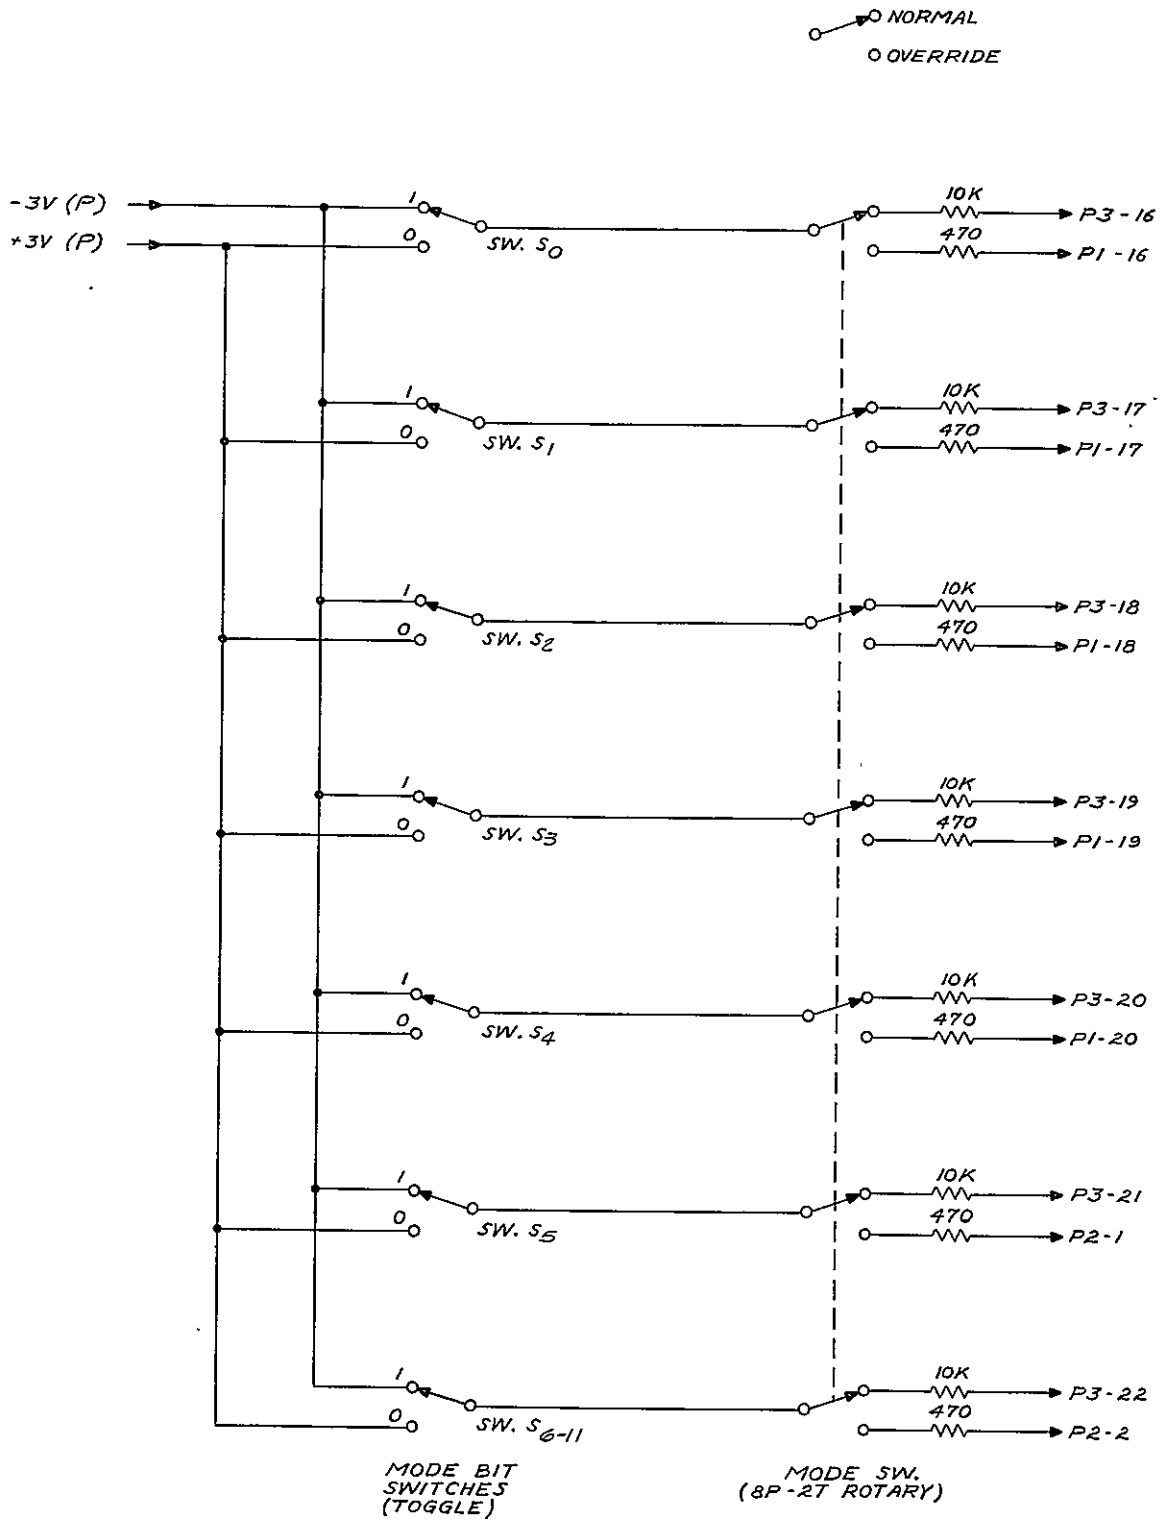 NORMAL
OVERRIDE
-3V (P)
+3V (P)
1
0
SW. S0
10K
P3-16
470
P1-16
1
0
SW. S1
10K
P3-17
470
P1-17
1
0
SW. S2
10K
P3-18
470
P1-18
1
0
SW. S3
10K
P3-19
470
P1-19
1
0
SW. S4
10K
P3-20
470
P1-20
1
0
SW. S5
10K
P3-21
470
P2-1
1
0
SW. S6-11
10K
P3-22
470
P2-2
MODE BIT
SWITCHES
(TOGGLE)
MODE SW.
(8P-2T ROTARY)